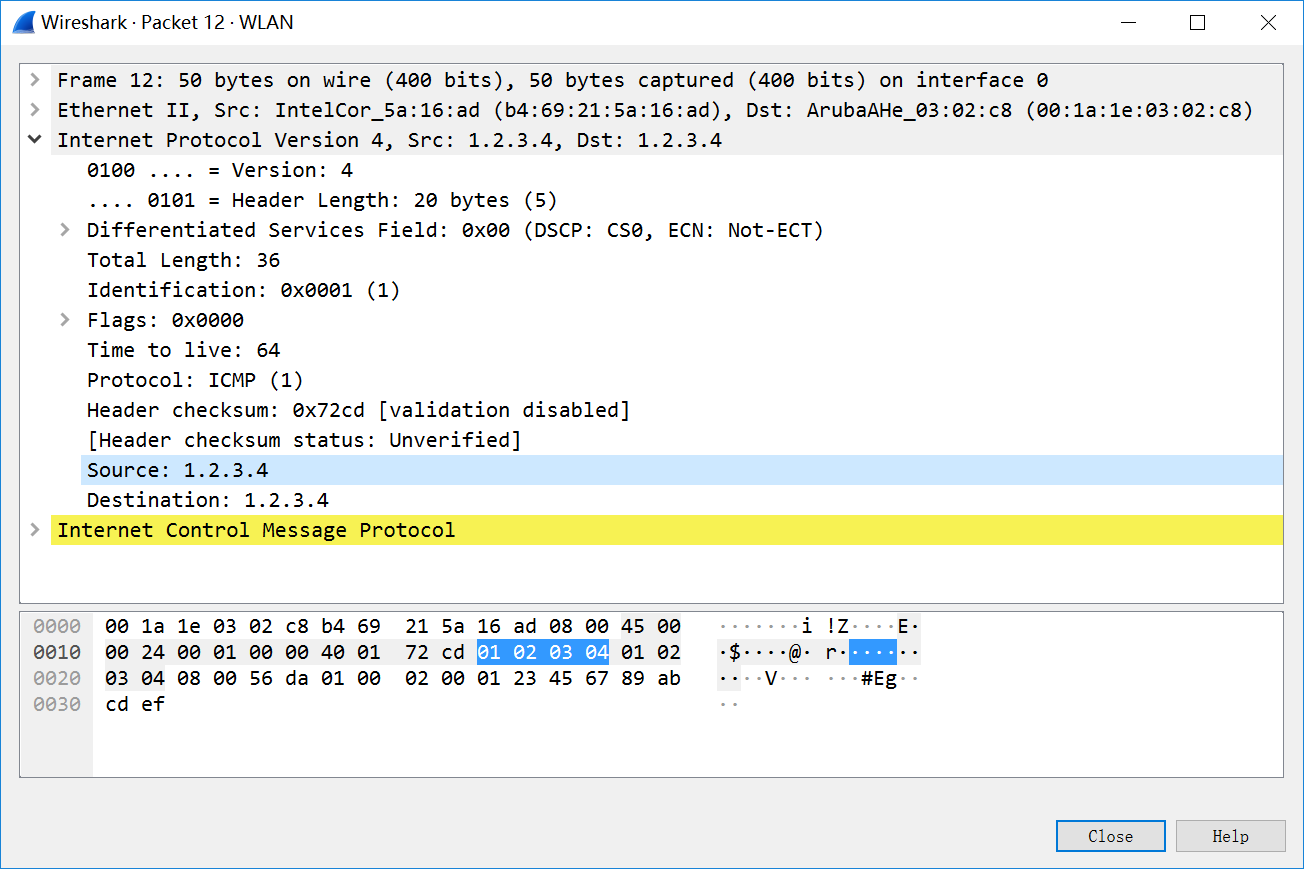 Wireshark · Packet 12 · WLAN
Frame 12: 50 bytes on wire (400 bits), 50 bytes captured (400 bits) on interface 0
Ethernet II, Src: IntelCor_5a:16:ad (b4:69:21:5a:16:ad), Dst: ArubaAHe_03:02:c8 (00:1a:1e:03:02:c8)
Internet Protocol Version 4, Src: 1.2.3.4, Dst: 1.2.3.4
0100 .... = Version: 4
.... 0101 = Header Length: 20 bytes (5)
Differentiated Services Field: 0x00 (DSCP: CS0, ECN: Not-ECT)
Total Length: 36
Identification: 0x0001 (1)
Flags: 0x0000
Time to live: 64
Protocol: ICMP (1)
Header checksum: 0x72cd [validation disabled]
[Header checksum status: Unverified]
Source: 1.2.3.4
Destination: 1.2.3.4
Internet Control Message Protocol
0000 00 1a 1e 03 02 c8 b4 69 21 5a 16 ad 08 00 45 00 ·······i !Z····E·
0010 00 24 00 01 00 00 40 01 72 cd 01 02 03 04 01 02 ·$····@· r·······
0020 03 04 08 00 56 da 01 00 02 00 01 23 45 67 89 ab ····V··· ···#Eg··
0030 cd ef ··
Close Help